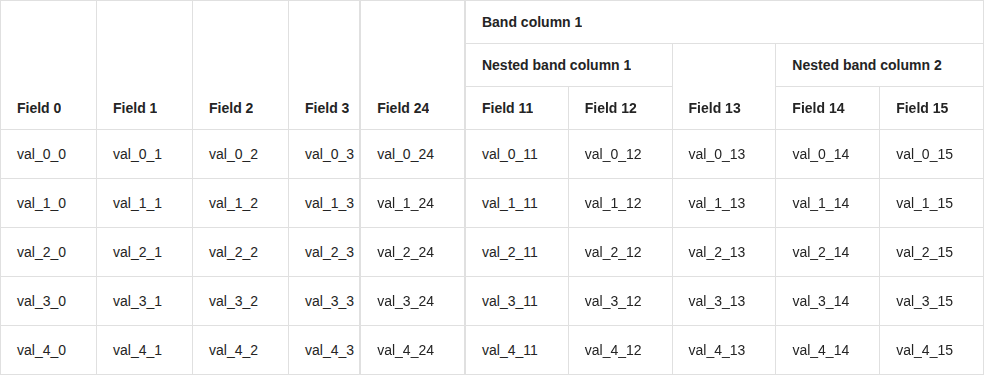 Band column 1
Nested band column 1 Nested band column 2
Field 0 Field 1 Field 2 Field 3 Field 24 Field 11 Field 12 Field 13 Field 14 Field 15
val_0_0 val_0_1 val_0_2 val_0_3 val_0_24 val_0_11 val_0_12 val_0_13 val_0_14 val_0_15
val_1_0 val_1_1 val_1_2 val_1_3 val_1_24 val_1_11 val_1_12 val_1_13 val_1_14 val_1_15
val_2_0 val_2_1 val_2_2 val_2_3 val_2_24 val_2_11 val_2_12 val_2_13 val_2_14 val_2_15
val_3_0 val_3_1 val_3_2 val_3_3 val_3_24 val_3_11 val_3_12 val_3_13 val_3_14 val_3_15
val_4_0 val_4_1 val_4_2 val_4_3 val_4_24 val_4_11 val_4_12 val_4_13 val_4_14 val_4_15